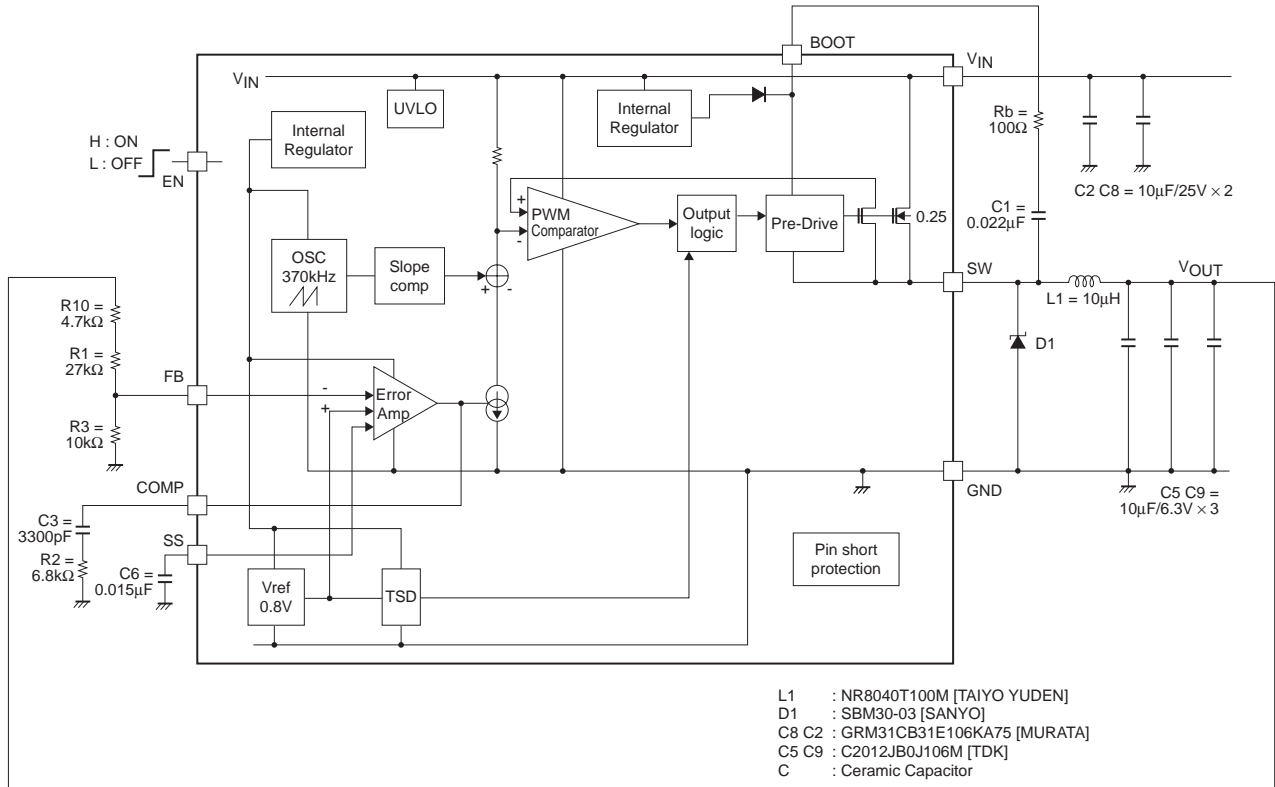 BOOT
VIN
VIN
UVLO
Internal
Regulator
Internal
Regulator
H : ON
L : OFF
EN
Rb =
100Ω
C2 C8 = 10μF/25V × 2
C1 =
0.022μF
+
PWM
Comparator
-
Output
logic
Pre-Drive
0.25
OSC
370kHz
Slope
comp
+
-
SW
VOUT
L1 = 10μH
R10 =
4.7kΩ
R1 =
27kΩ
FB
R3 =
10kΩ
D1
-
Error
+
Amp
COMP
GND
C5 C9 =
10μF/6.3V × 3
C3 =
3300pF
SS
R2 =
6.8kΩ
C6 =
0.015μF
Vref
0.8V
TSD
Pin short
protection
L1 : NR8040T100M [TAIYO YUDEN]
D1 : SBM30-03 [SANYO]
C8 C2 : GRM31CB31E106KA75 [MURATA]
C5 C9 : C2012JB0J106M [TDK]
C : Ceramic Capacitor